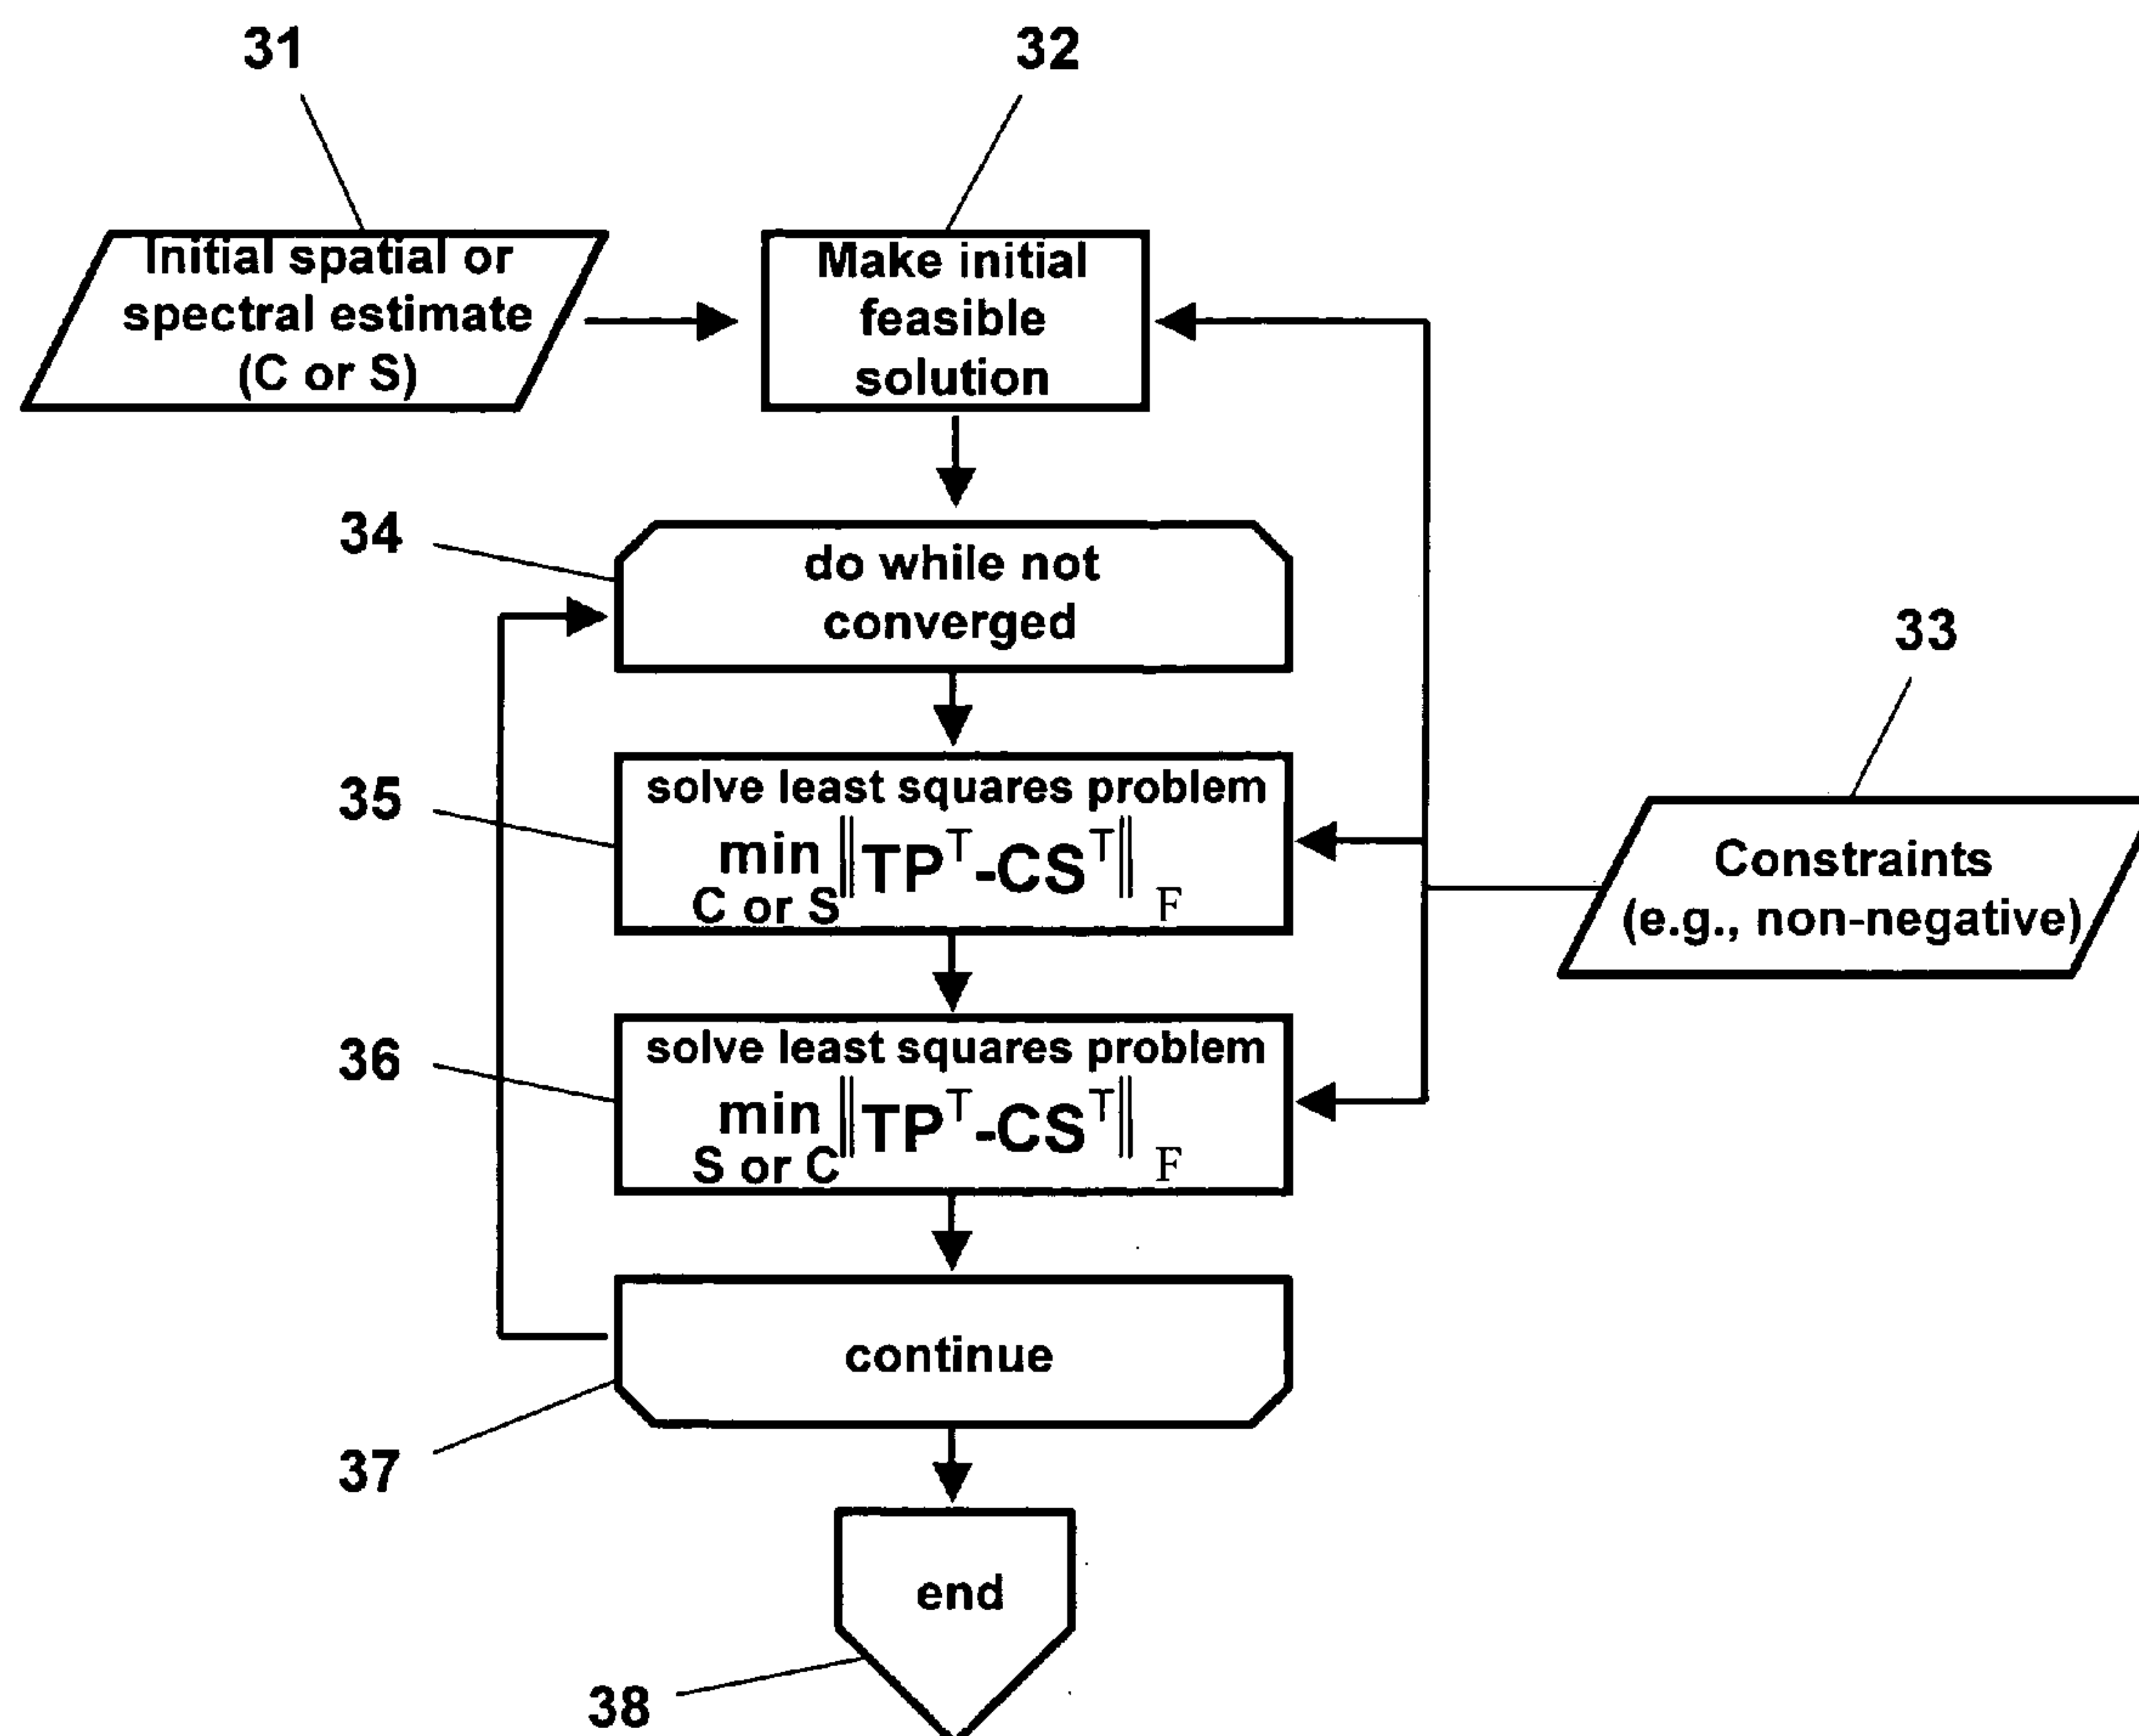 31
32
Initial spatial or
spectral estimate
(C or S)
Make initial
feasible
solution
34
do while not
converged
33
35
solve least squares problem
min ‖TPᵀ-CSᵀ‖ F
C or S
Constraints
(e.g., non-negative)
36
solve least squares problem
min ‖TPᵀ-CSᵀ‖ F
S or C
continue
37
end
38